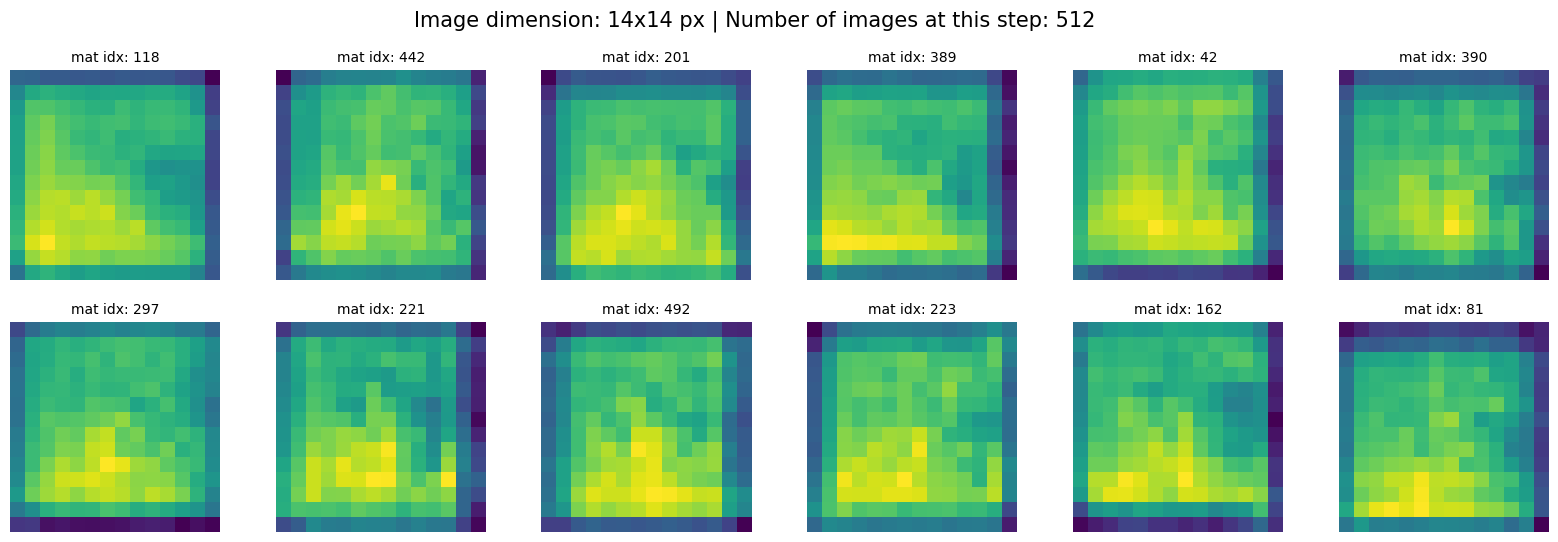 Image dimension: 14x14 px | Number of images at this step: 512
mat idx: 118
mat idx: 442
mat idx: 201
mat idx: 389
mat idx: 42
mat idx: 390
mat idx: 297
mat idx: 221
mat idx: 492
mat idx: 223
mat idx: 162
mat idx: 81